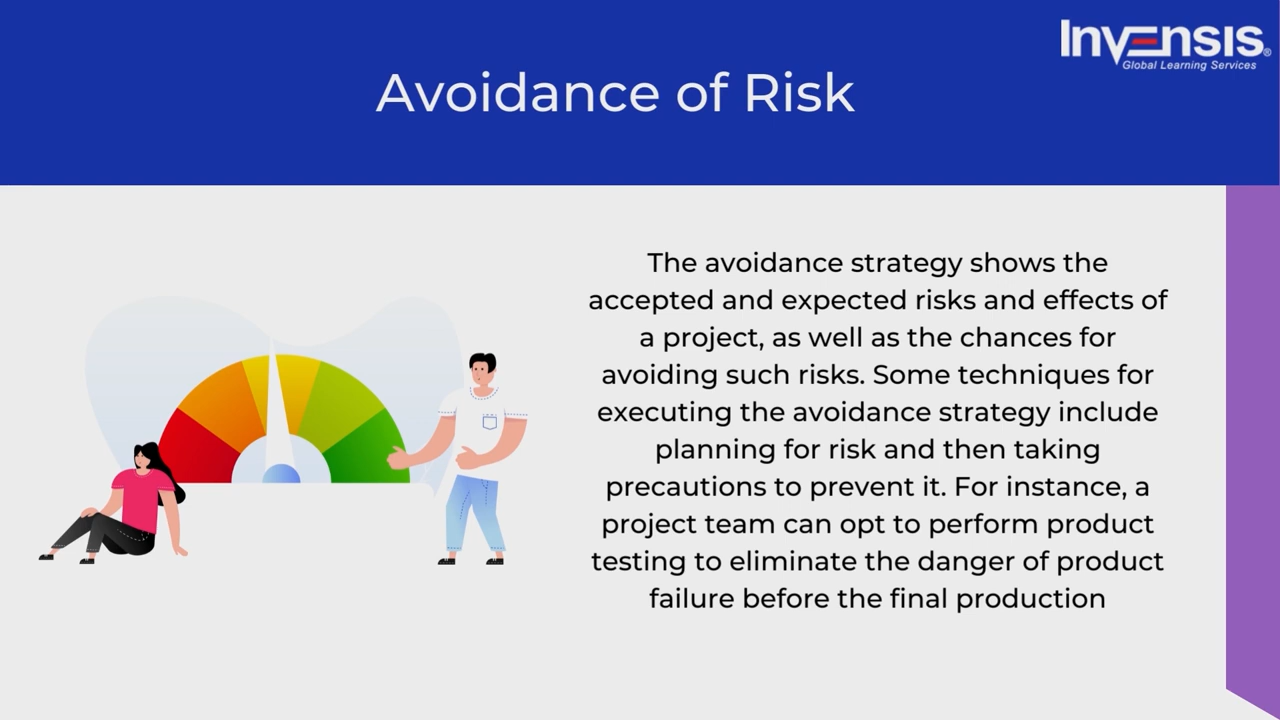 Invensis®
Global Learning Services
Avoidance of Risk
The avoidance strategy shows the
accepted and expected risks and effects of
a project, as well as the chances for
avoiding such risks. Some techniques for
executing the avoidance strategy include
planning for risk and then taking
precautions to prevent it. For instance, a
project team can opt to perform product
testing to eliminate the danger of product
failure before the final production